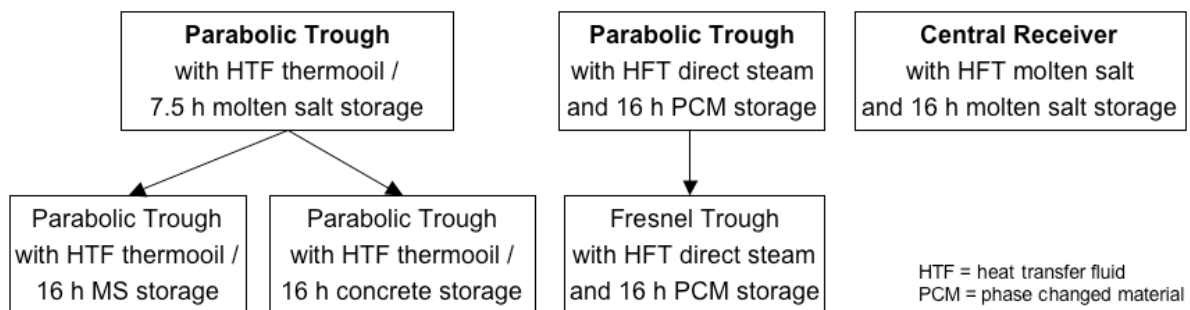 Parabolic Trough
with HTF thermooil /
7.5 h molten salt storage
Parabolic Trough
with HFT direct steam
and 16 h PCM storage
Central Receiver
with HFT molten salt
and 16 h molten salt storage
Parabolic Trough
with HTF thermooil /
16 h MS storage
Parabolic Trough
with HTF thermooil /
16 h concrete storage
Fresnel Trough
with HFT direct steam
and 16 h PCM storage
HTF = heat transfer fluid
PCM = phase changed material